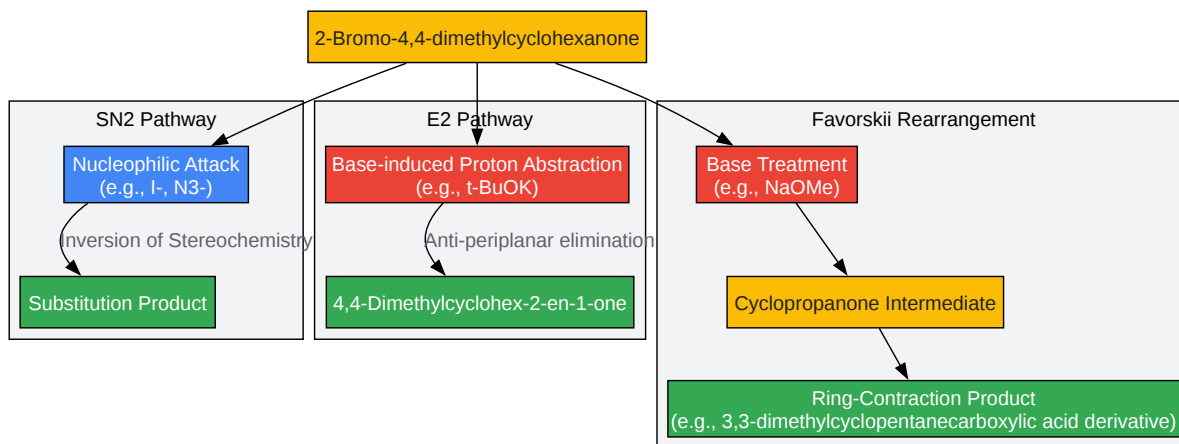 2-Bromo-4,4-dimethylcyclohexanone
SN2 Pathway
Nucleophilic Attack
(e.g., I-, N3-)
Inversion of Stereochemistry
Substitution Product
E2 Pathway
Base-induced Proton Abstraction
(e.g., t-BuOK)
Anti-periplanar elimination
4,4-Dimethylcyclohex-2-en-1-one
Favorskii Rearrangement
Base Treatment
(e.g., NaOMe)
Cyclopropanone Intermediate
Ring-Contraction Product
(e.g., 3,3-dimethylcyclopentanecarboxylic acid derivative)